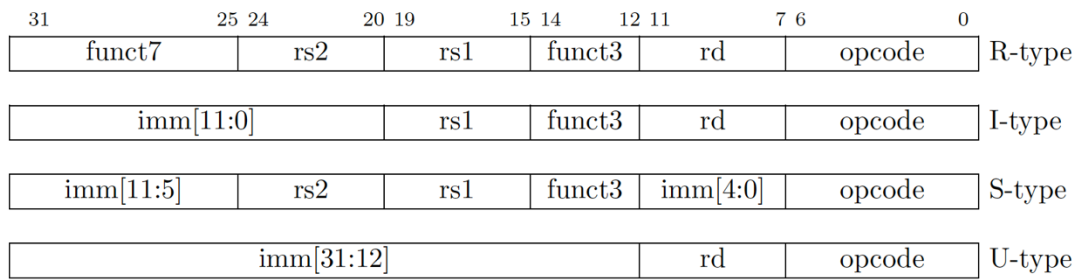 31 25 24 20 19 15 14 12 11 7 6 0
funct7 rs2 rs1 funct3 rd opcode R-type
imm[11:0] rs1 funct3 rd opcode I-type
imm[11:5] rs2 rs1 funct3 imm[4:0] opcode S-type
imm[31:12] rd opcode U-type